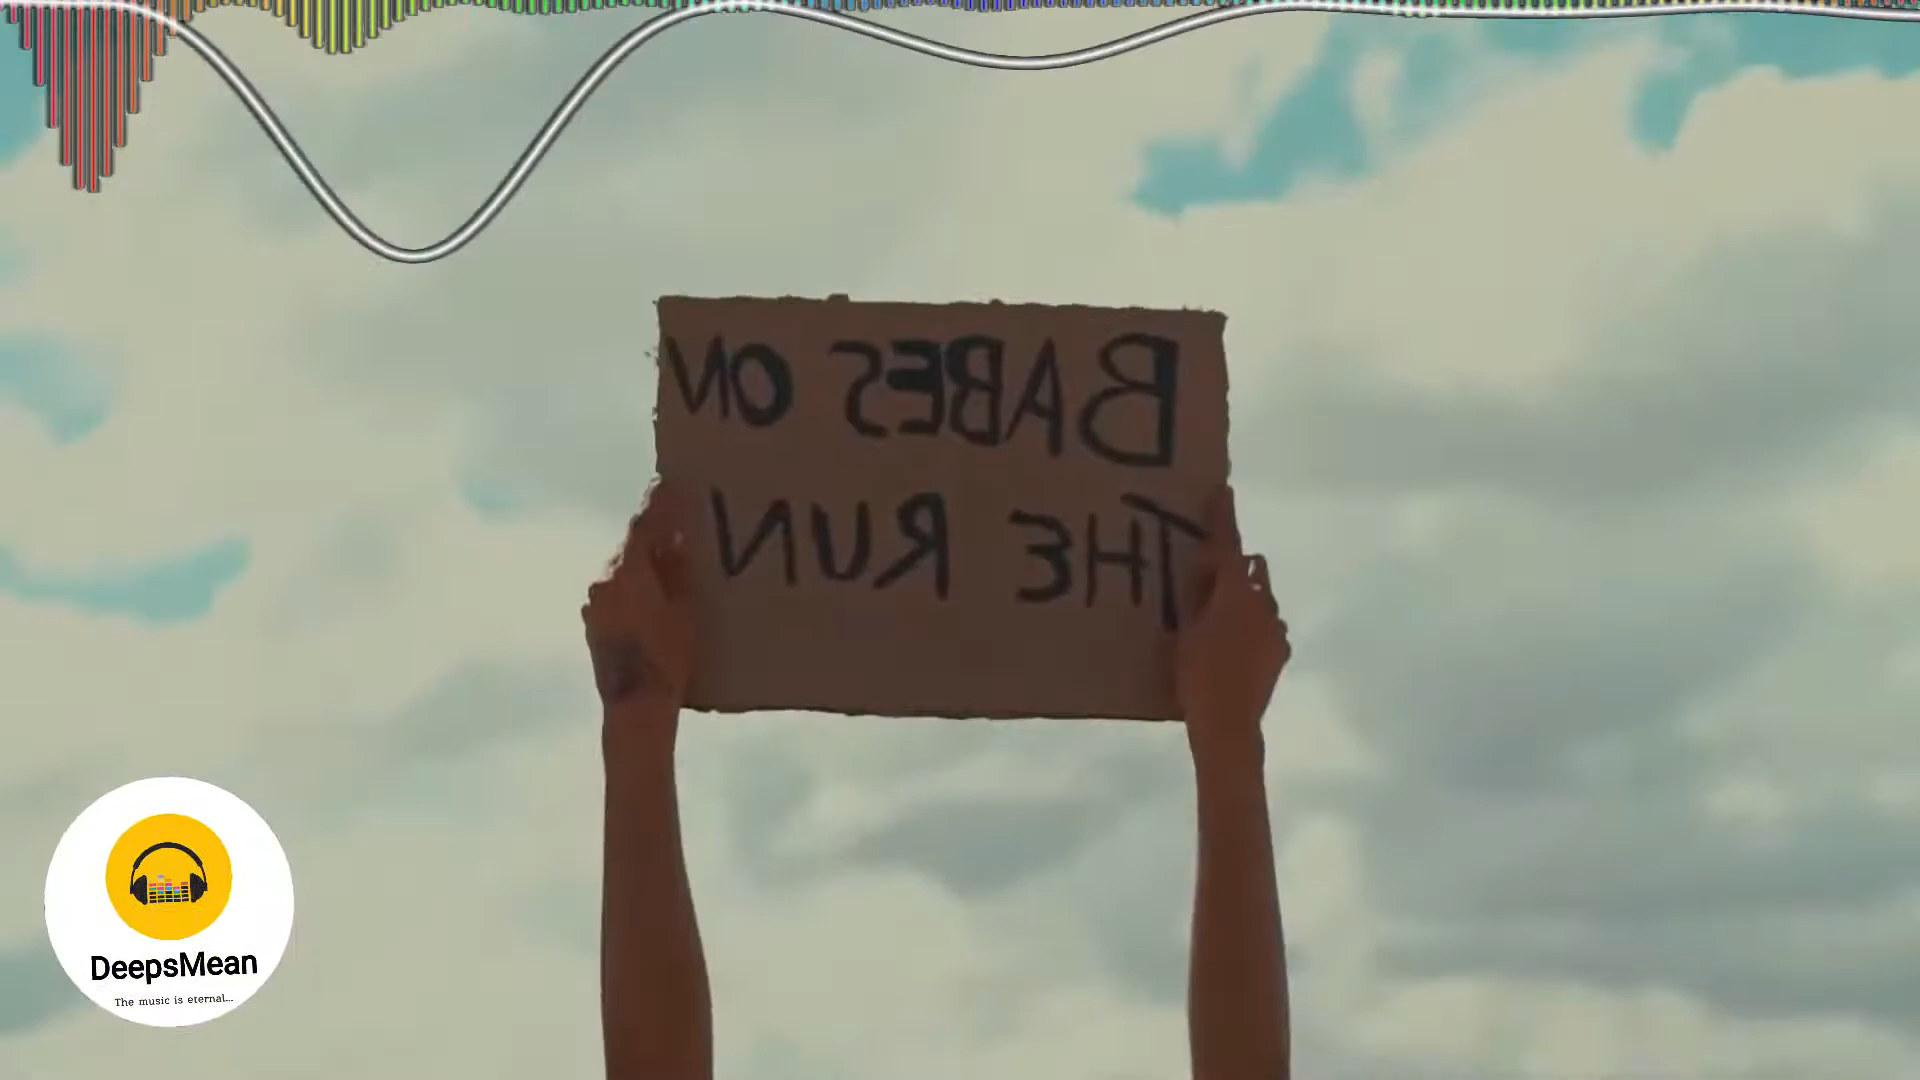 BABES ON
THE RUN
DeepsMean
The music is eternal...